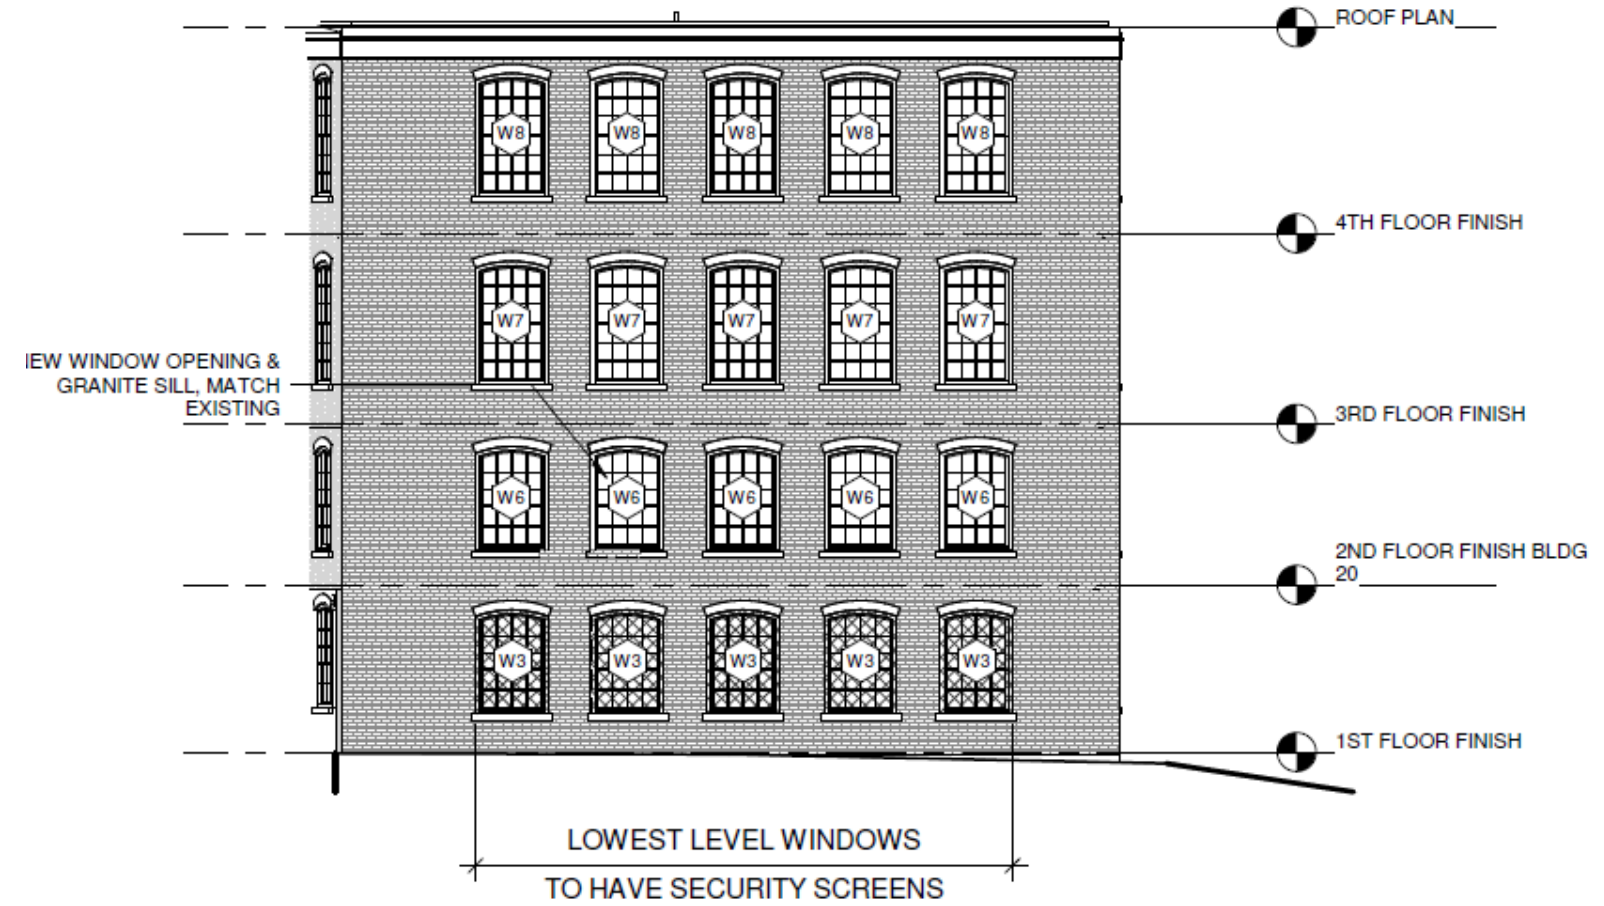 ROOF PLAN
W8 W8 W8 W8 W8
4TH FLOOR FINISH
W7 W7 W7 W7 W7
IEW WINDOW OPENING &
GRANITE SILL, MATCH
EXISTING
3RD FLOOR FINISH
W6 W6 W6 W6 W6
2ND FLOOR FINISH BLDG
20
W3 W3 W3 W3 W3
1ST FLOOR FINISH
LOWEST LEVEL WINDOWS
TO HAVE SECURITY SCREENS